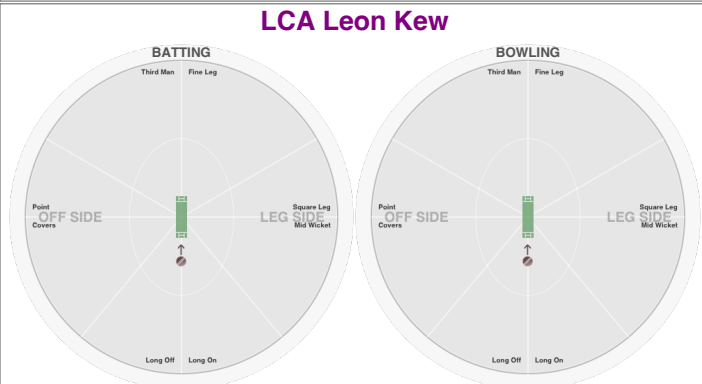 LCA Leon Kew
BATTING
Third Man
Fine Leg
Point
OFF SIDE
Covers
Square Leg
LEG SIDE
Mid Wicket
Long Off
Long On
BOWLING
Third Man
Fine Leg
Point
OFF SIDE
Covers
Square Leg
LEG SIDE
Mid Wicket
Long Off
Long On